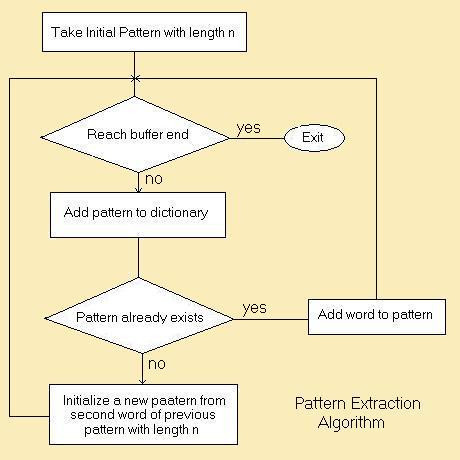 Take Initial Pattern with length n
Reach buffer end
yes
Exit
no
Add pattern to dictionary
Pattern already exists
yes
Add word to pattern
no
Initialize a new paatern from
second word of previous
pattern with length n
Pattern Extraction
Algorithm